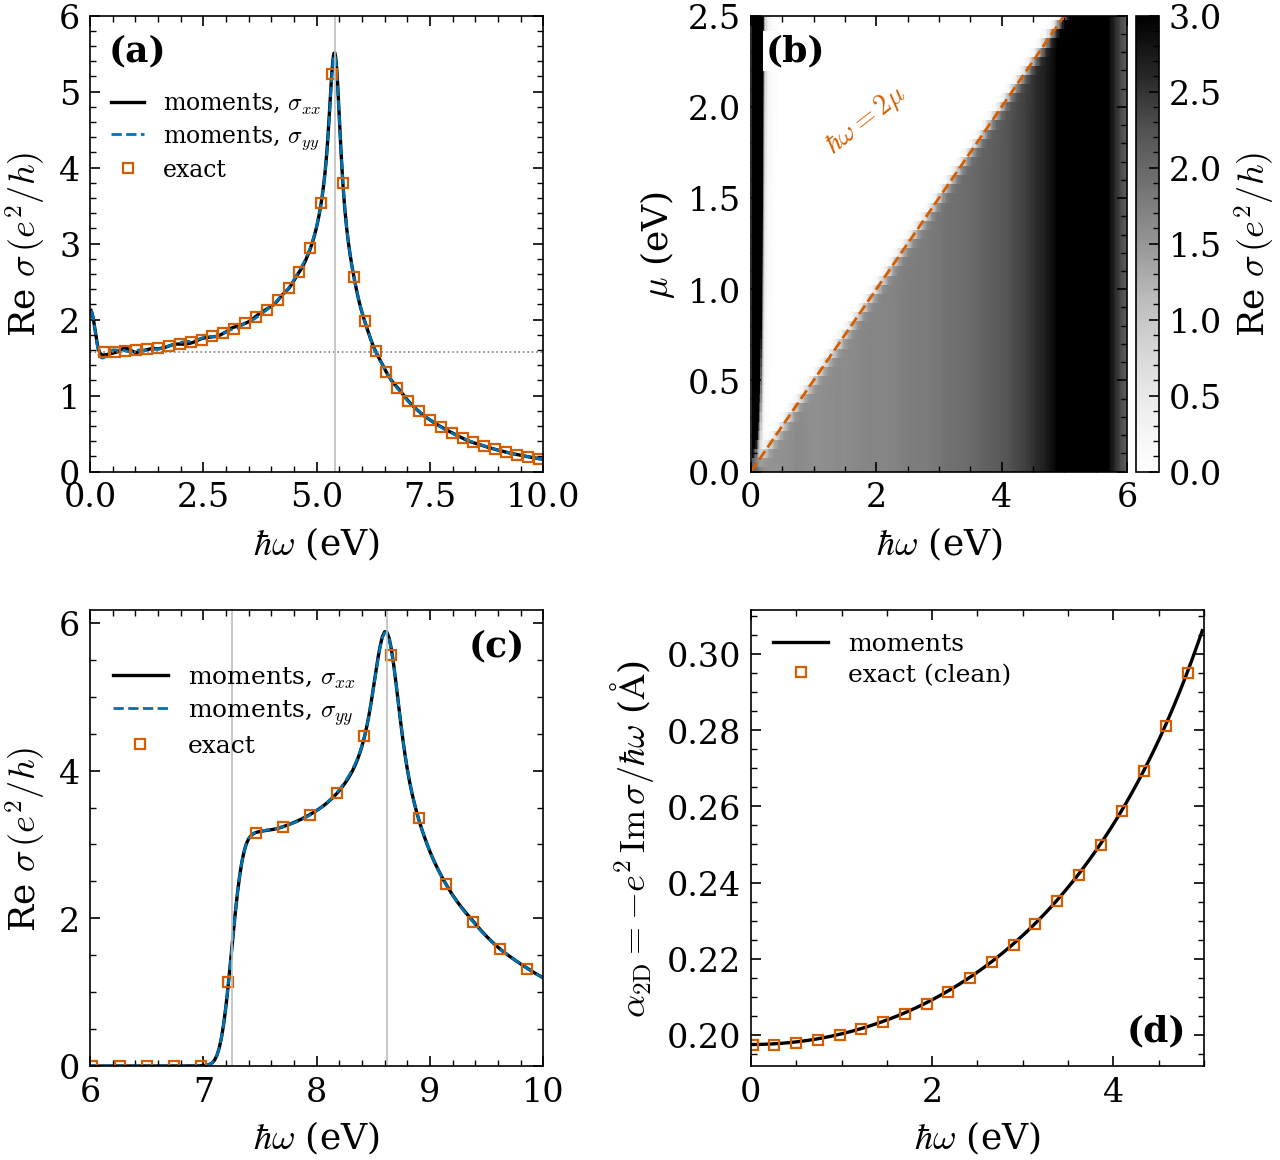 (a)
moments, σxx
moments, σyy
exact
Re σ (e²/h)
6
5
4
3
2
1
0
0.0 2.5 5.0 7.5 10.0
ħω (eV)
(b)
ħω = 2μ
μ (eV)
2.5
2.0
1.5
1.0
0.5
0.0
0 2 4 6
ħω (eV)
3.0
2.5
2.0
1.5
1.0
0.5
0.0
Re σ (e²/h)
(c)
moments, σxx
moments, σyy
exact
Re σ (e²/h)
6
4
2
0
6 7 8 9 10
ħω (eV)
moments
exact (clean)
α2D = −e² Im σ/ħω (Å)
0.30
0.28
0.26
0.24
0.22
0.20
(d)
0 2 4
ħω (eV)